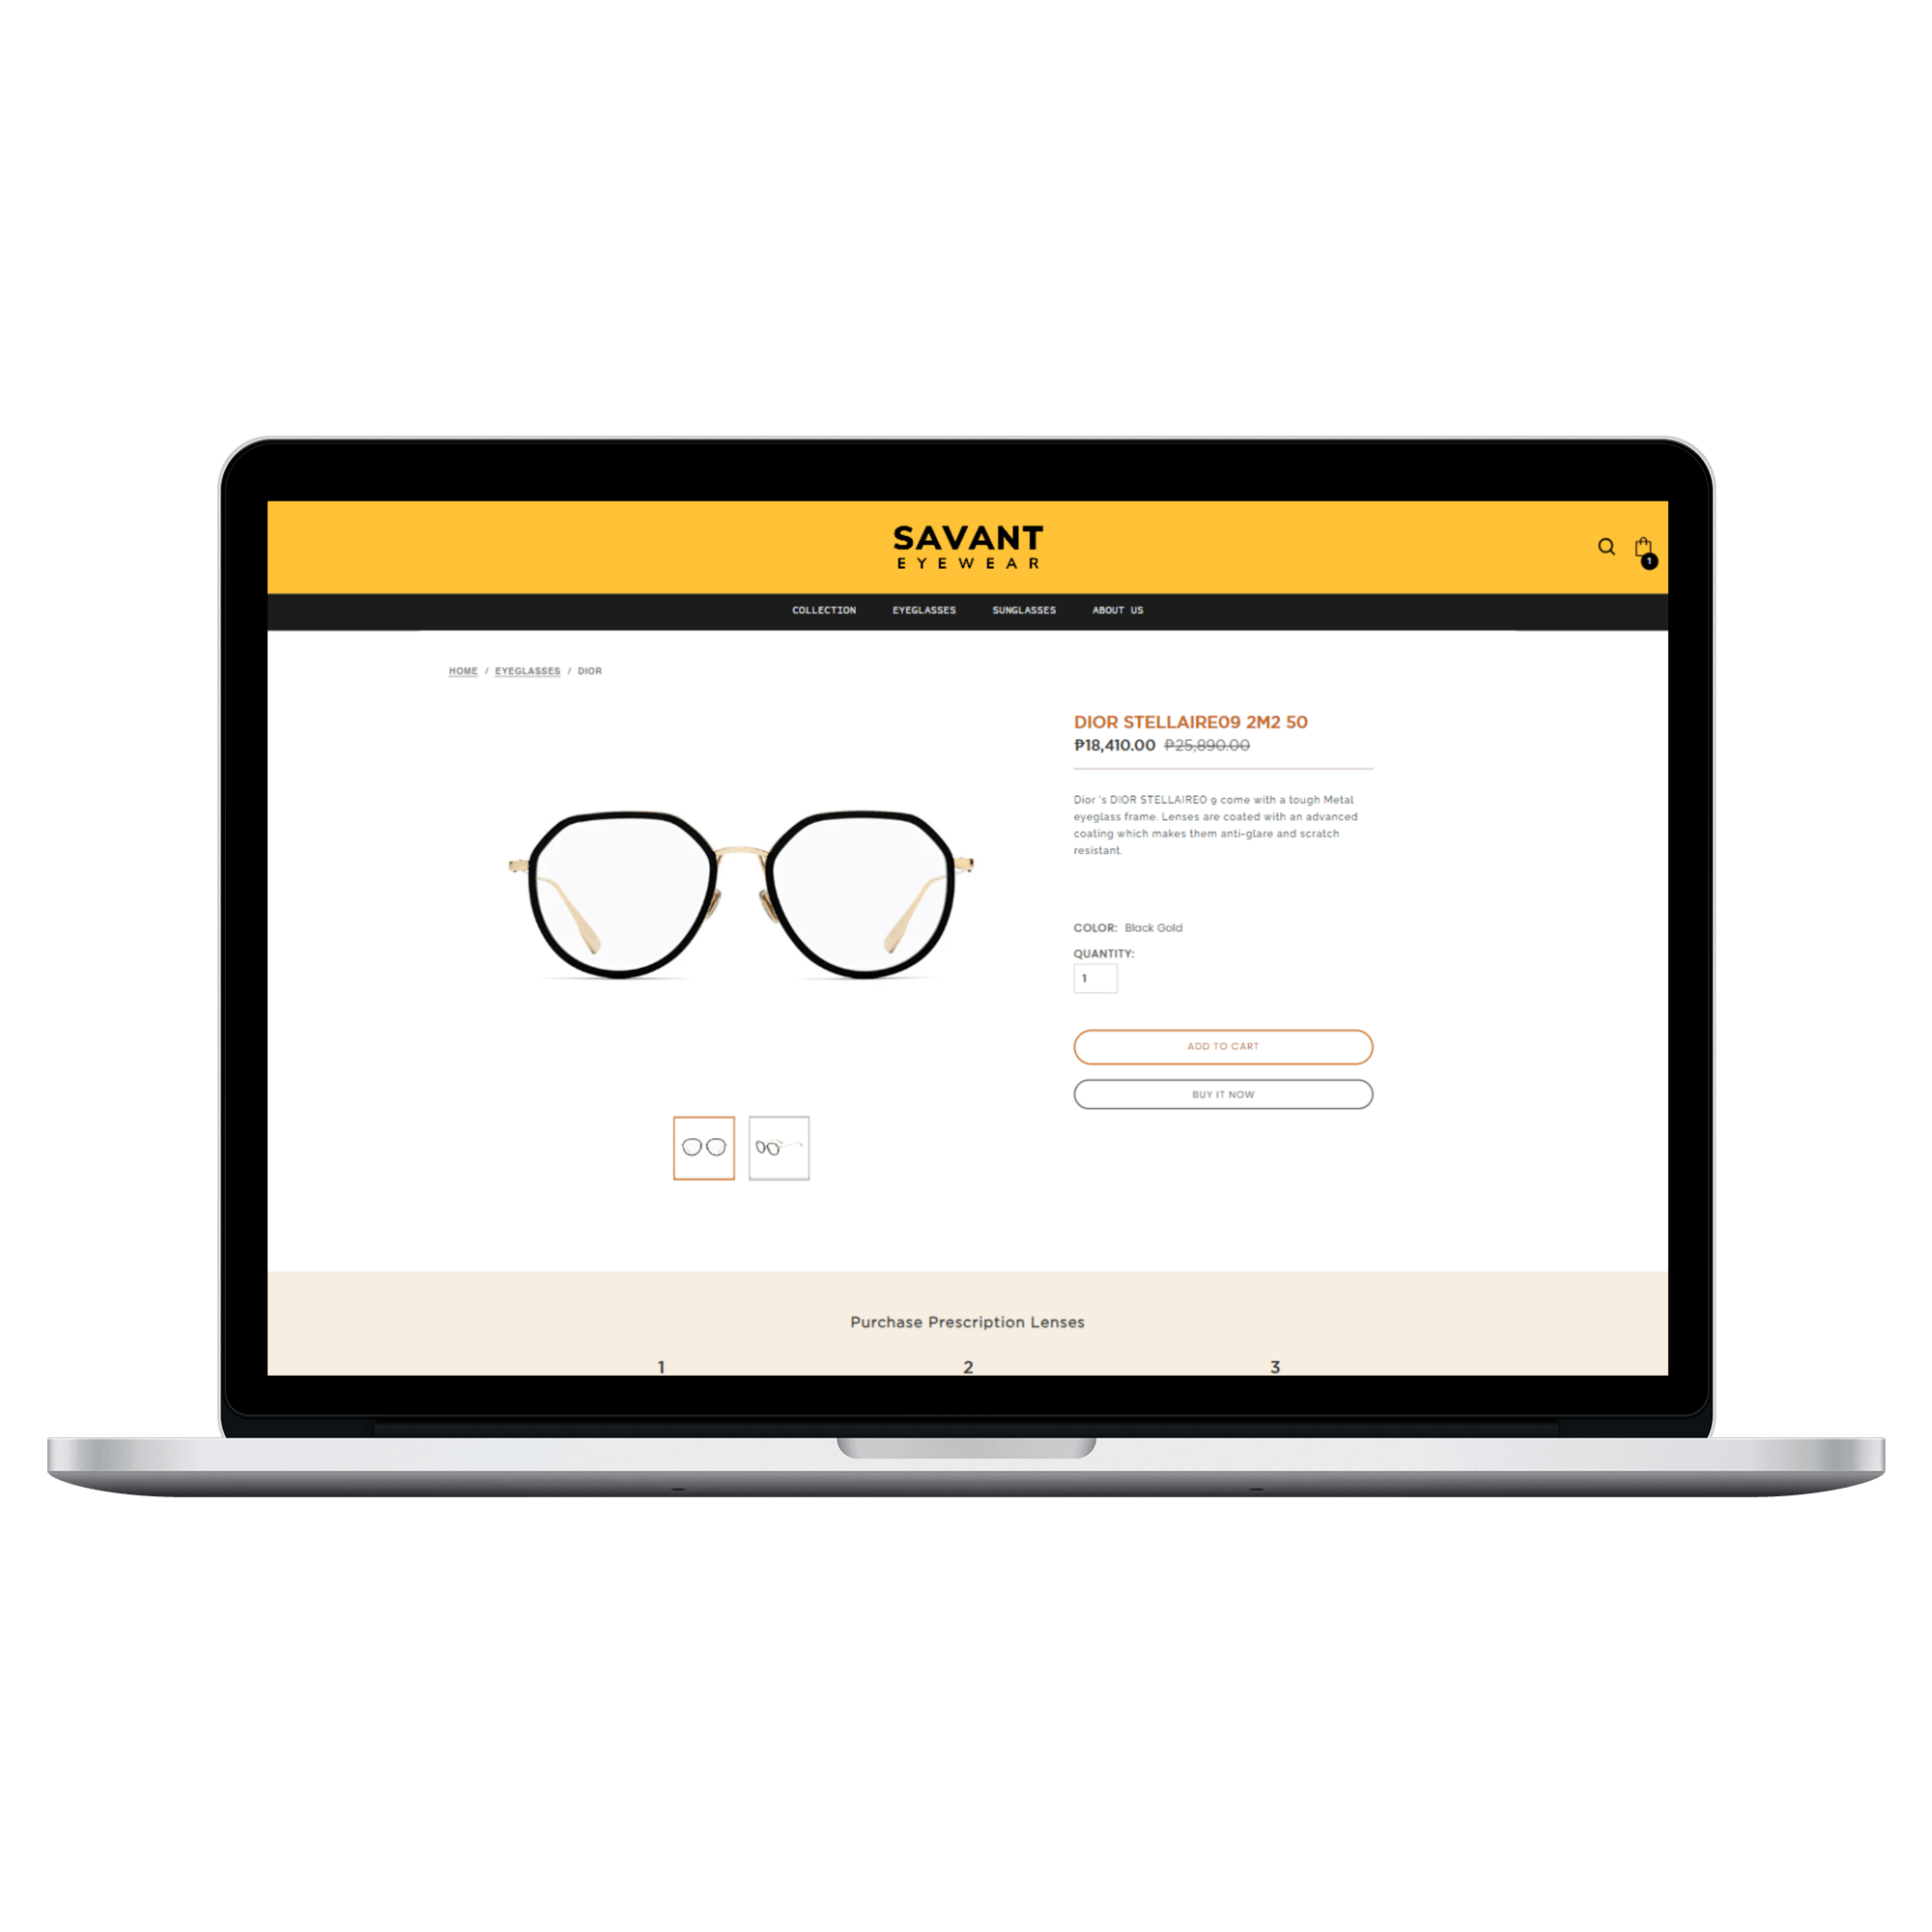 SAVANT
EYEWEAR
1
COLLECTION EYEGLASSES SUNGLASSES ABOUT US
HOME / EYEGLASSES / DIOR
DIOR STELLAIRE09 2M2 50
₱18,410.00 ₱25,890.00
Dior 's DIOR STELLAIREO 9 come with a tough Metal
eyeglass frame. Lenses are coated with an advanced
coating which makes them anti-glare and scratch
resistant.
COLOR: Black Gold
QUANTITY:
1
ADD TO CART
BUY IT NOW
Purchase Prescription Lenses
1 2 3